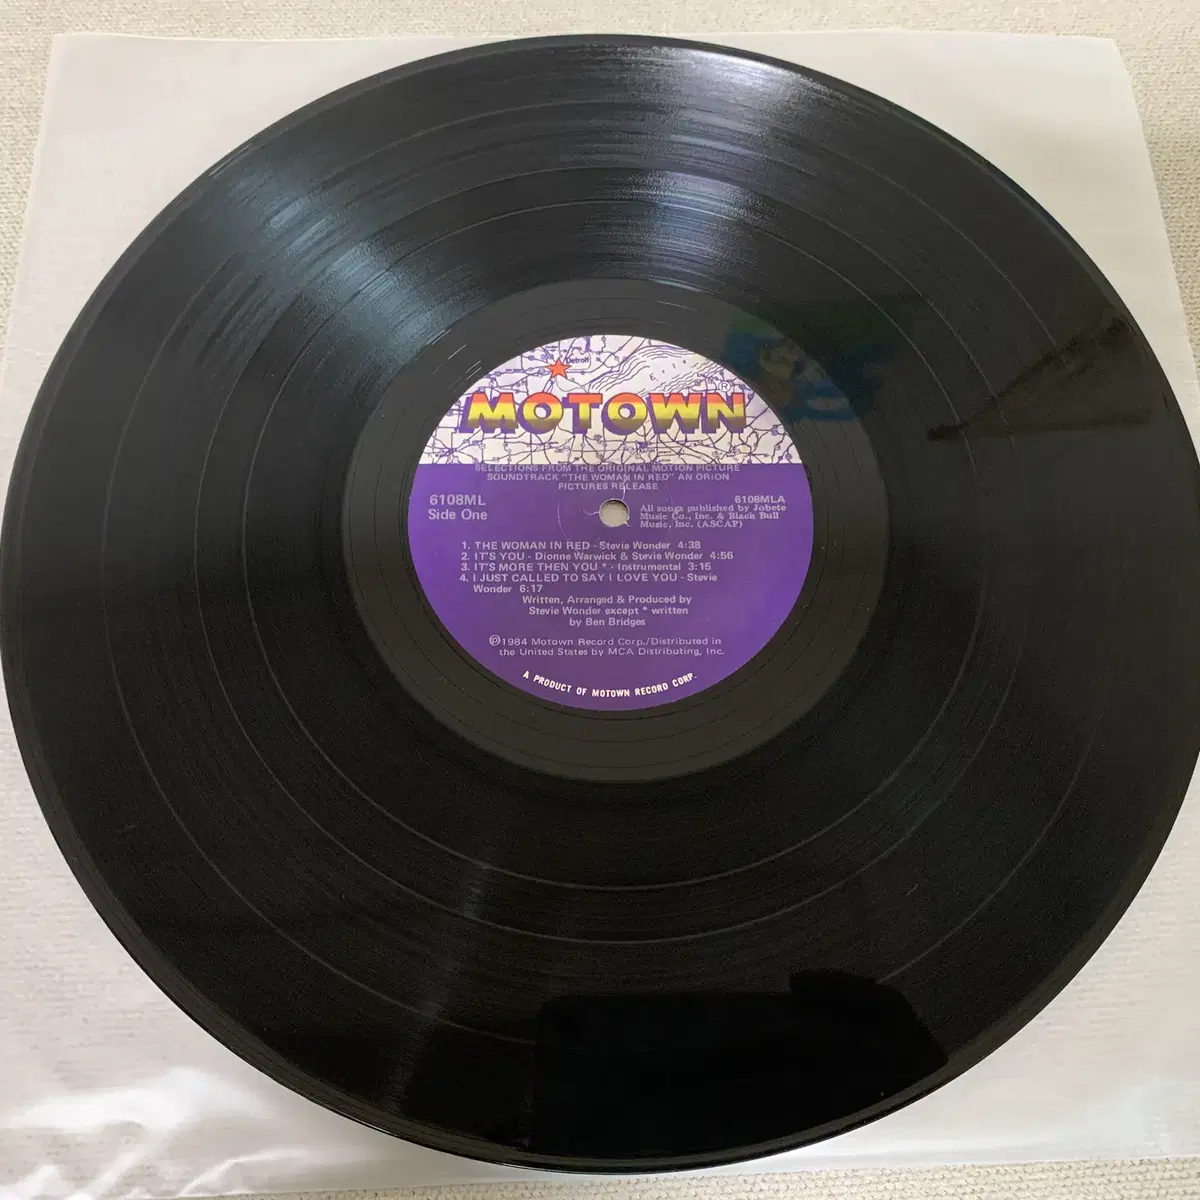 Detroit
Erie
MOTOWN®
SELECTIONS FROM THE ORIGINAL MOTION PICTURE
SOUNDTRACK "THE WOMAN IN RED" AN ORION
PICTURES RELEASE
6108ML
Side One
6108MLA
All songs published by Jobete
Music Co., Inc. & Black Bull
Music, Inc. (ASCAP)
1. THE WOMAN IN RED - Stevie Wonder 4:38
2. IT'S YOU - Dionne Warwick & Stevie Wonder 4:56
3. IT'S MORE THEN YOU * - Instrumental 3:15
4. I JUST CALLED TO SAY I LOVE YOU - Stevie
Wonder 6:17
Written, Arranged & Produced by
Stevie Wonder except * written
by Ben Bridges
℗1984 Motown Record Corp./Distributed in
the United States by MCA Distributing, Inc.
A PRODUCT OF MOTOWN RECORD CORP.